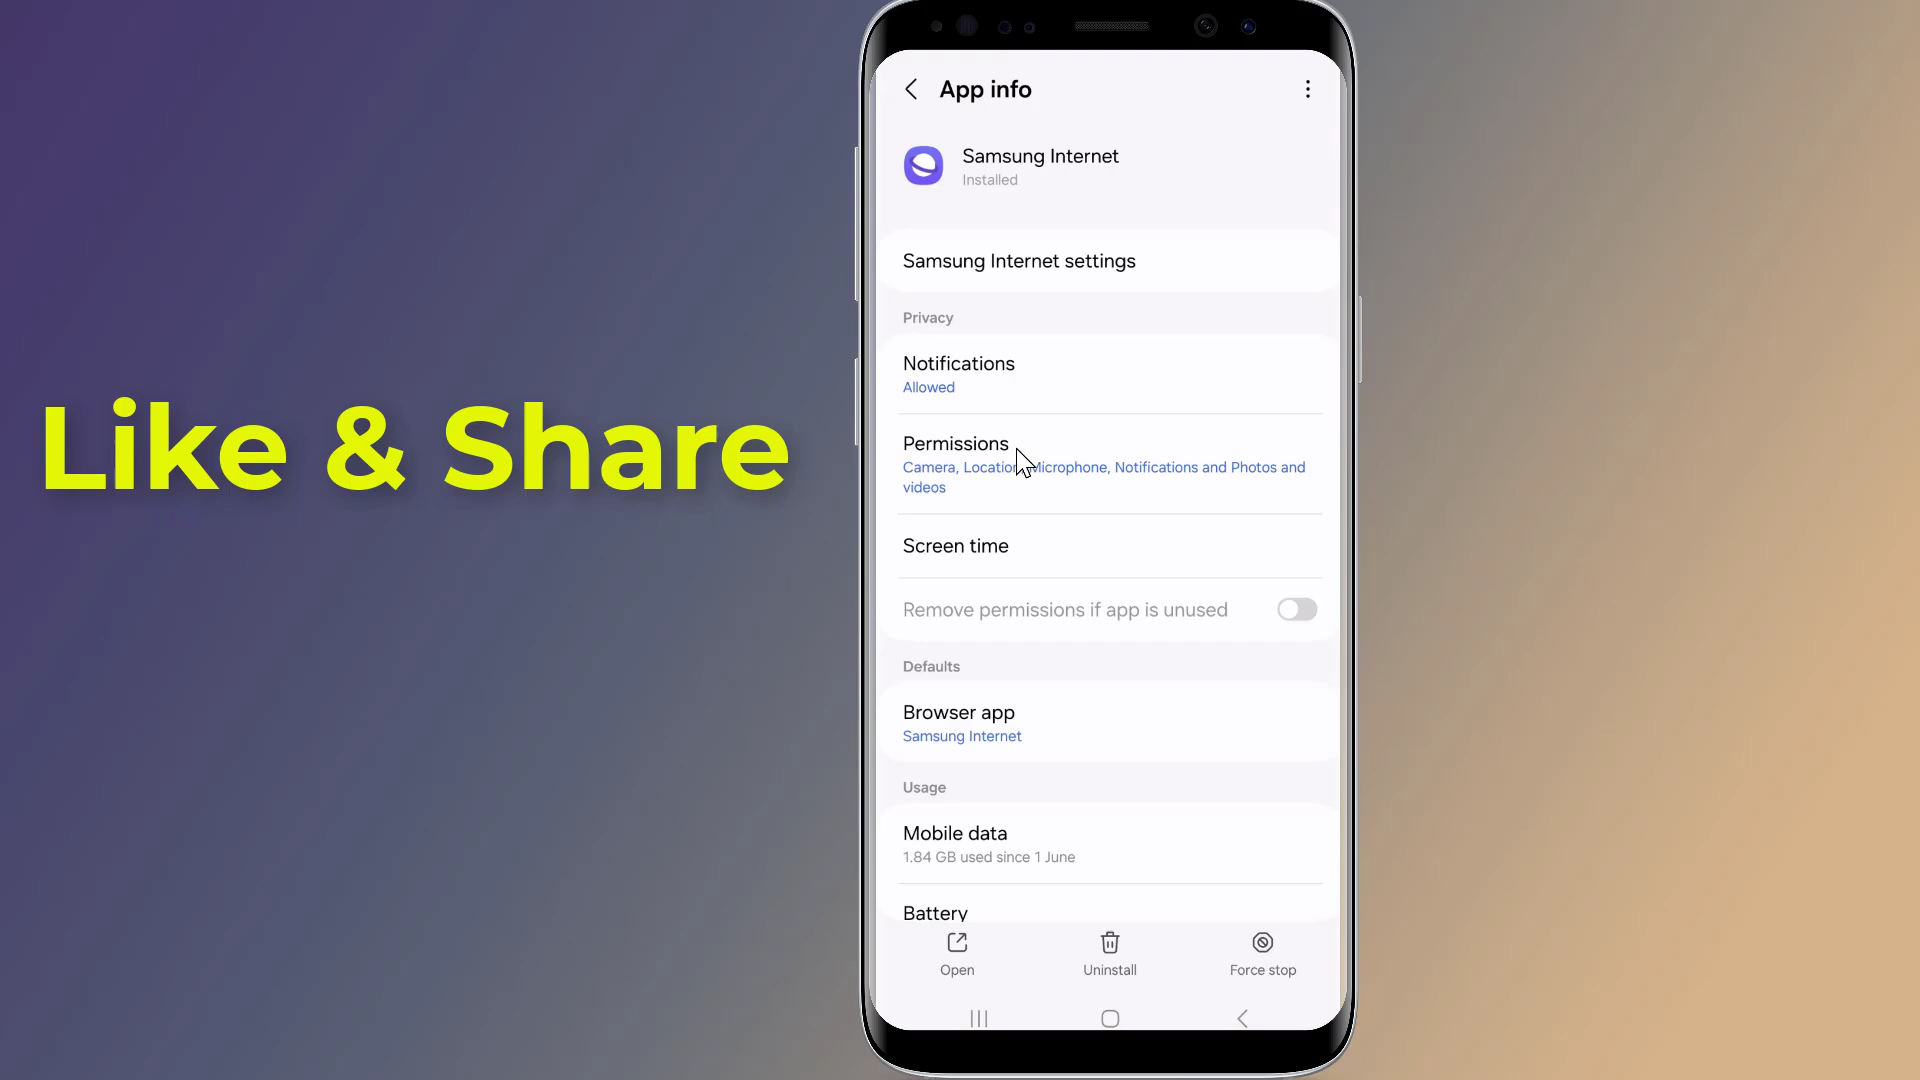 Like & Share
App info
Samsung Internet
Installed
Samsung Internet settings
Privacy
Notifications
Allowed
Permissions
Camera, Location, Microphone, Notifications and Photos and
videos
Screen time
Remove permissions if app is unused
Defaults
Browser app
Samsung Internet
Usage
Mobile data
1.84 GB used since 1 June
Battery
Open
Uninstall
Force stop